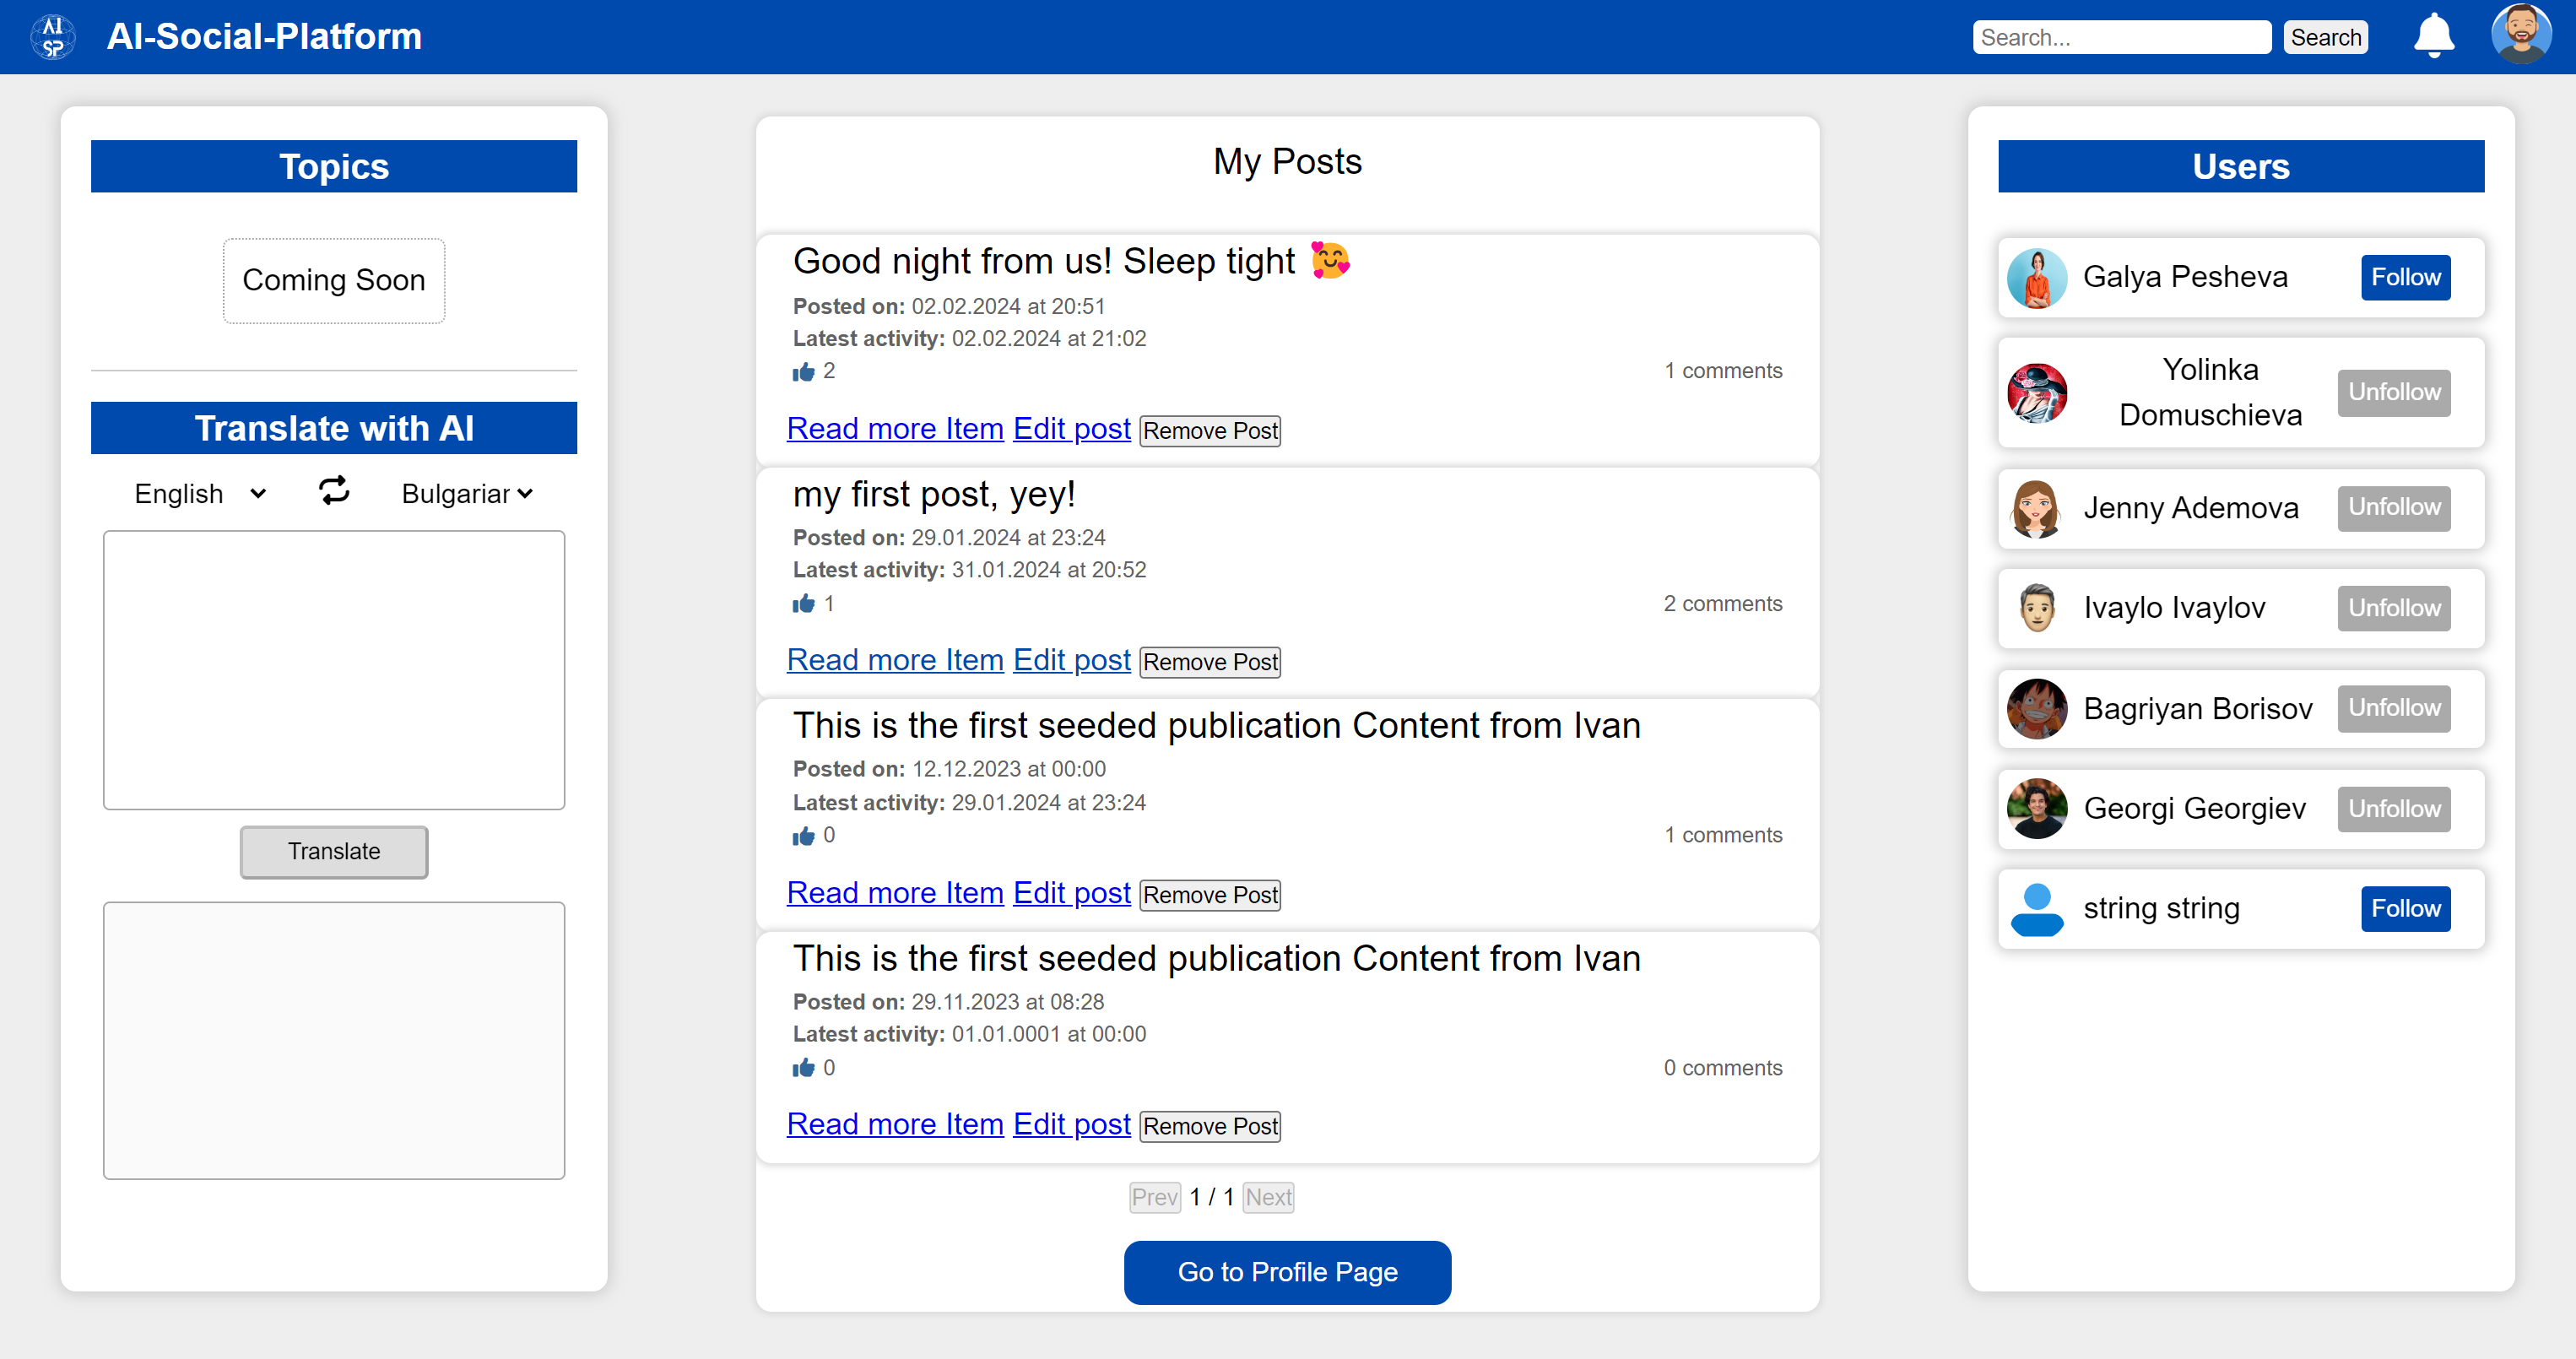 AI
SP
AI-Social-Platform
Search...
Search
Topics
Coming Soon
Translate with AI
English
Bulgarian
Translate
My Posts
Good night from us! Sleep tight 🥰
Posted on: 02.02.2024 at 20:51
Latest activity: 02.02.2024 at 21:02
2
1 comments
Read more Item Edit post Remove Post
my first post, yey!
Posted on: 29.01.2024 at 23:24
Latest activity: 31.01.2024 at 20:52
1
2 comments
Read more Item Edit post Remove Post
This is the first seeded publication Content from Ivan
Posted on: 12.12.2023 at 00:00
Latest activity: 29.01.2024 at 23:24
0
1 comments
Read more Item Edit post Remove Post
This is the first seeded publication Content from Ivan
Posted on: 29.11.2023 at 08:28
Latest activity: 01.01.0001 at 00:00
0
0 comments
Read more Item Edit post Remove Post
Prev 1 / 1 Next
Go to Profile Page
Users
Galya Pesheva
Follow
Yolinka
Domuschieva
Unfollow
Jenny Ademova
Unfollow
Ivaylo Ivaylov
Unfollow
Bagriyan Borisov
Unfollow
Georgi Georgiev
Unfollow
string string
Follow